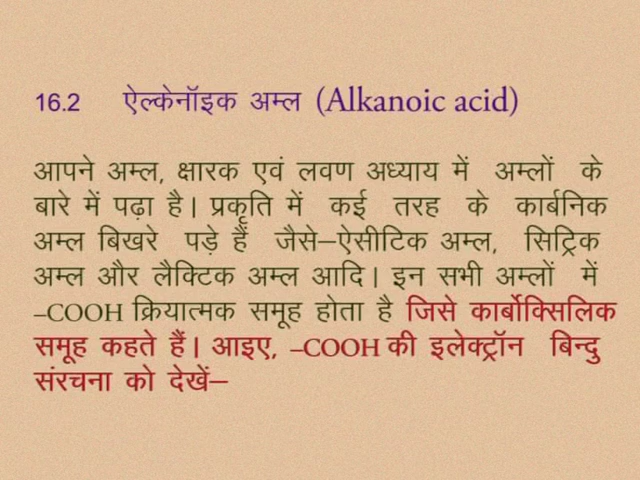 16.2 ऐल्केनॉइक अम्ल (Alkanoic acid)
आपने अम्ल, क्षारक एवं लवण अध्याय में अम्लों के
बारे में पढ़ा है। प्रकृति में कई तरह के कार्बनिक
अम्ल बिखरे पड़े हैं जैसे–ऐसीटिक अम्ल, सिट्रिक
अम्ल और लैक्टिक अम्ल आदि। इन सभी अम्लों में
–COOH क्रियात्मक समूह होता है जिसे कार्बोक्सिलिक
समूह कहते हैं। आइए, –COOH की इलेक्ट्रॉन बिन्दु
संरचना को देखें–